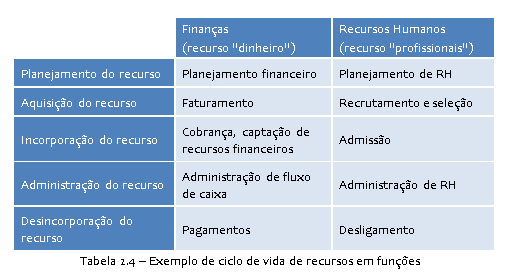 Finanças
(recurso "dinheiro")
Recursos Humanos
(recurso "profissionais")
Planejamento do recurso
Planejamento financeiro
Planejamento de RH
Aquisição do recurso
Faturamento
Recrutamento e seleção
Incorporação do recurso
Cobrança, captação de
recursos financeiros
Admissão
Administração do recurso
Administração de fluxo
de caixa
Administração de RH
Desincorporação do
recurso
Pagamentos
Desligamento
Tabela 2.4 – Exemplo de ciclo de vida de recursos em funções